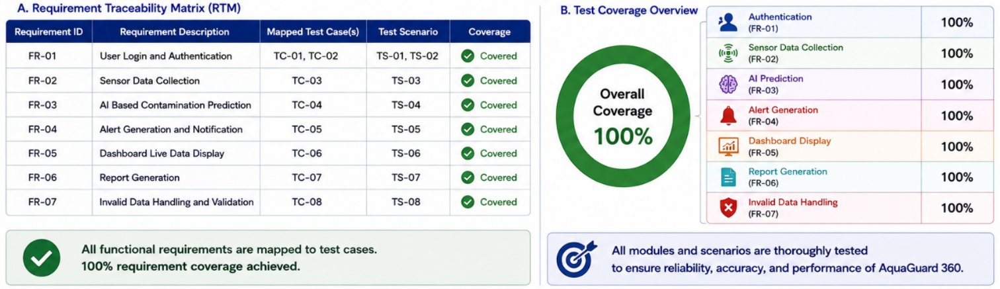 A. Requirement Traceability Matrix (RTM)
Requirement ID Requirement Description Mapped Test Case(s) Test Scenario Coverage
FR-01 User Login and Authentication TC-01, TC-02 TS-01, TS-02 Covered
FR-02 Sensor Data Collection TC-03 TS-03 Covered
FR-03 AI Based Contamination Prediction TC-04 TS-04 Covered
FR-04 Alert Generation and Notification TC-05 TS-05 Covered
FR-05 Dashboard Live Data Display TC-06 TS-06 Covered
FR-06 Report Generation TC-07 TS-07 Covered
FR-07 Invalid Data Handling and Validation TC-08 TS-08 Covered
All functional requirements are mapped to test cases.
100% requirement coverage achieved.
B. Test Coverage Overview
Overall
Coverage
100%
Authentication
(FR-01) 100%
Sensor Data Collection
(FR-02) 100%
AI Prediction
(FR-03) 100%
Alert Generation
(FR-04) 100%
Dashboard Display
(FR-05) 100%
Report Generation
(FR-06) 100%
Invalid Data Handling
(FR-07) 100%
All modules and scenarios are thoroughly tested
to ensure reliability, accuracy, and performance of AquaGuard 360.